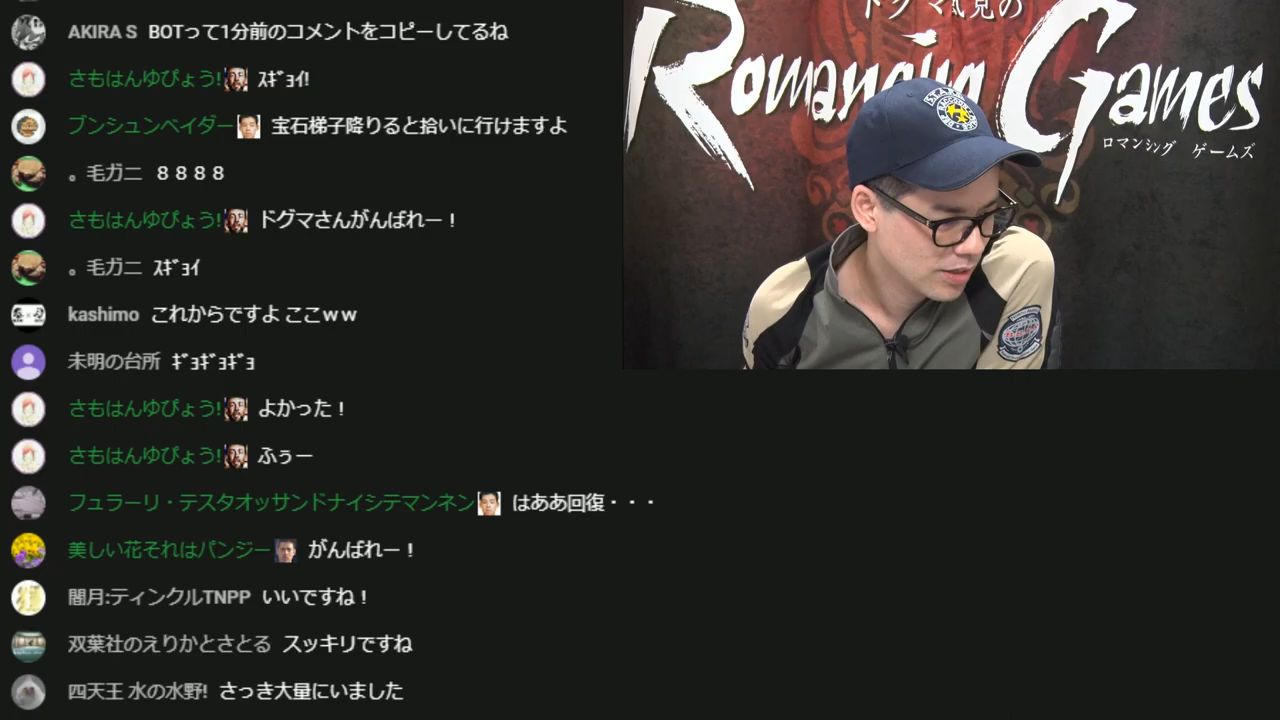 AKIRA S BOTって1分前のコメントをコピーしてるね
さもはんゆぴょう! ｽｷﾞｮｲ!
ブンシュンベイダー 宝石梯子降りると拾いに行けますよ
。毛ガニ ８８８８
さもはんゆぴょう! ドグマさんがんばれー！
。毛ガニ ｽｷﾞｮｲ
kashimo これからですよ ここｗｗ
未明の台所 ｷﾞｮｷﾞｮｷﾞｮ
さもはんゆぴょう! よかった！
さもはんゆぴょう! ふぅー
フュラーリ・テスタオッサンドナイシテマンネン はああ回復・・・
美しい花それはパンジー がんばれー！
闇月:ティンクルTNPP いいですね！
双葉社のえりかとさとる スッキリですね
四天王 水の水野! さっき大量にいました
ドグマ風見の
Romancing Games
ロマンシング ゲームズ
S.T.A.R.S.